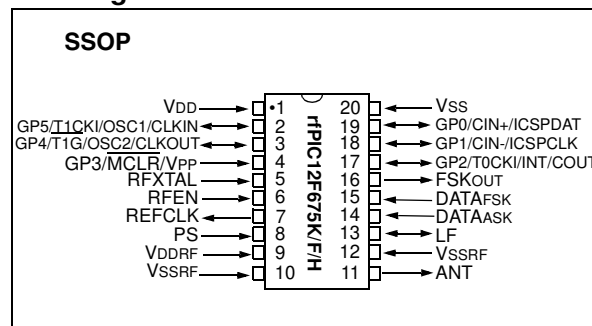 SSOP
VDD •1 20 VSS
GP5/T1CKI/OSC1/CLKIN 2 19 GP0/CIN+/ICSPDAT
GP4/T1G/OSC2/CLKOUT 3 18 GP1/CIN-/ICSPCLK
GP3/MCLR/VPP 4 17 GP2/T0CKI/INT/COUT
RFXTAL 5 16 FSKOUT
RFEN 6 15 DATAFSK
REFCLK 7 14 DATAASK
PS 8 13 LF
VDDRF 9 12 VSSRF
VSSRF 10 11 ANT
rfPIC12F675K/F/H